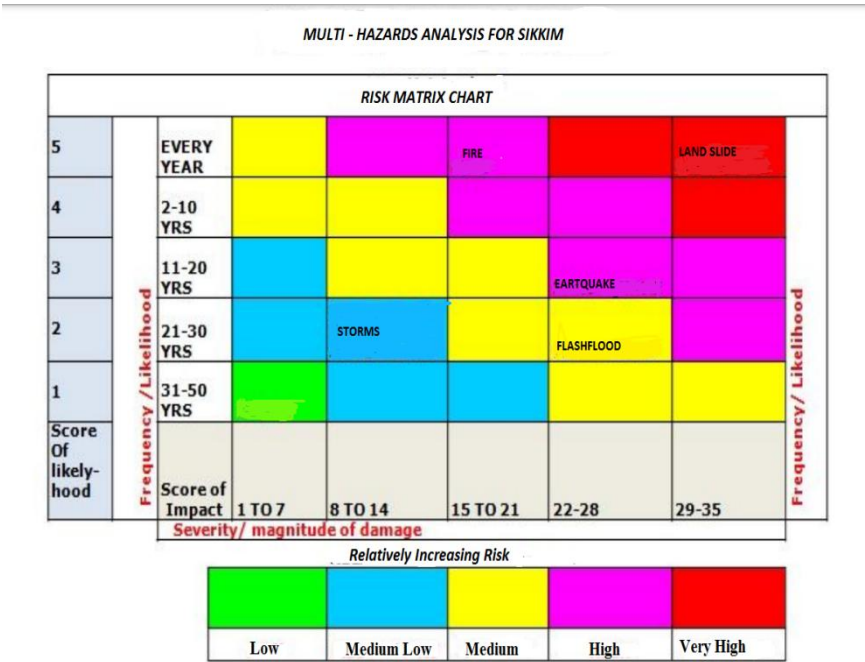 MULTI - HAZARDS ANALYSIS FOR SIKKIM
RISK MATRIX CHART
5
EVERY
YEAR
FIRE
LAND SLIDE
4
2-10
YRS
3
11-20
YRS
EARTQUAKE
2
21-30
YRS
STORMS
FLASHFLOOD
1
31-50
YRS
Frequency /Likelihood
Frequency/ Likelihood
Score
Of
likely-
hood
Score of
Impact
1 TO 7
8 TO 14
15 TO 21
22-28
29-35
Severity/ magnitude of damage
Relatively Increasing Risk
Low
Medium Low
Medium
High
Very High